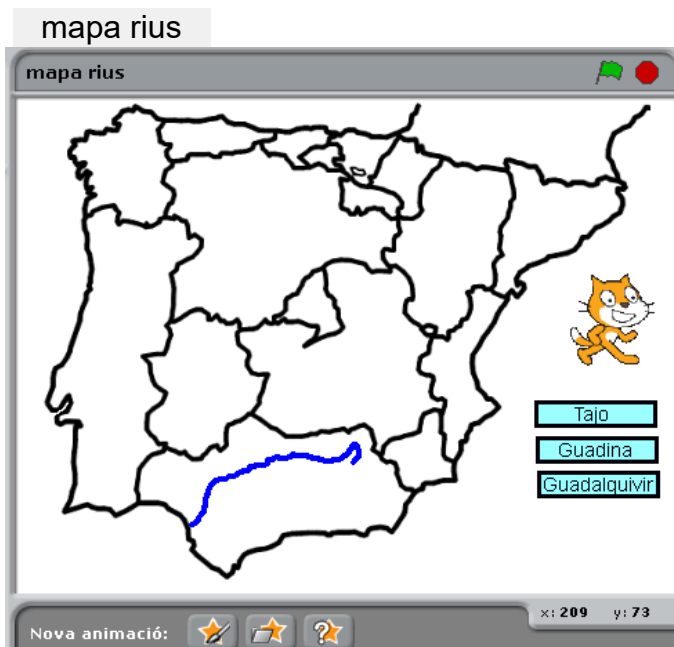 mapa rius
mapa rius
Tajo
Guadina
Guadalquivir
x: 209 y: 73
Nova animació: